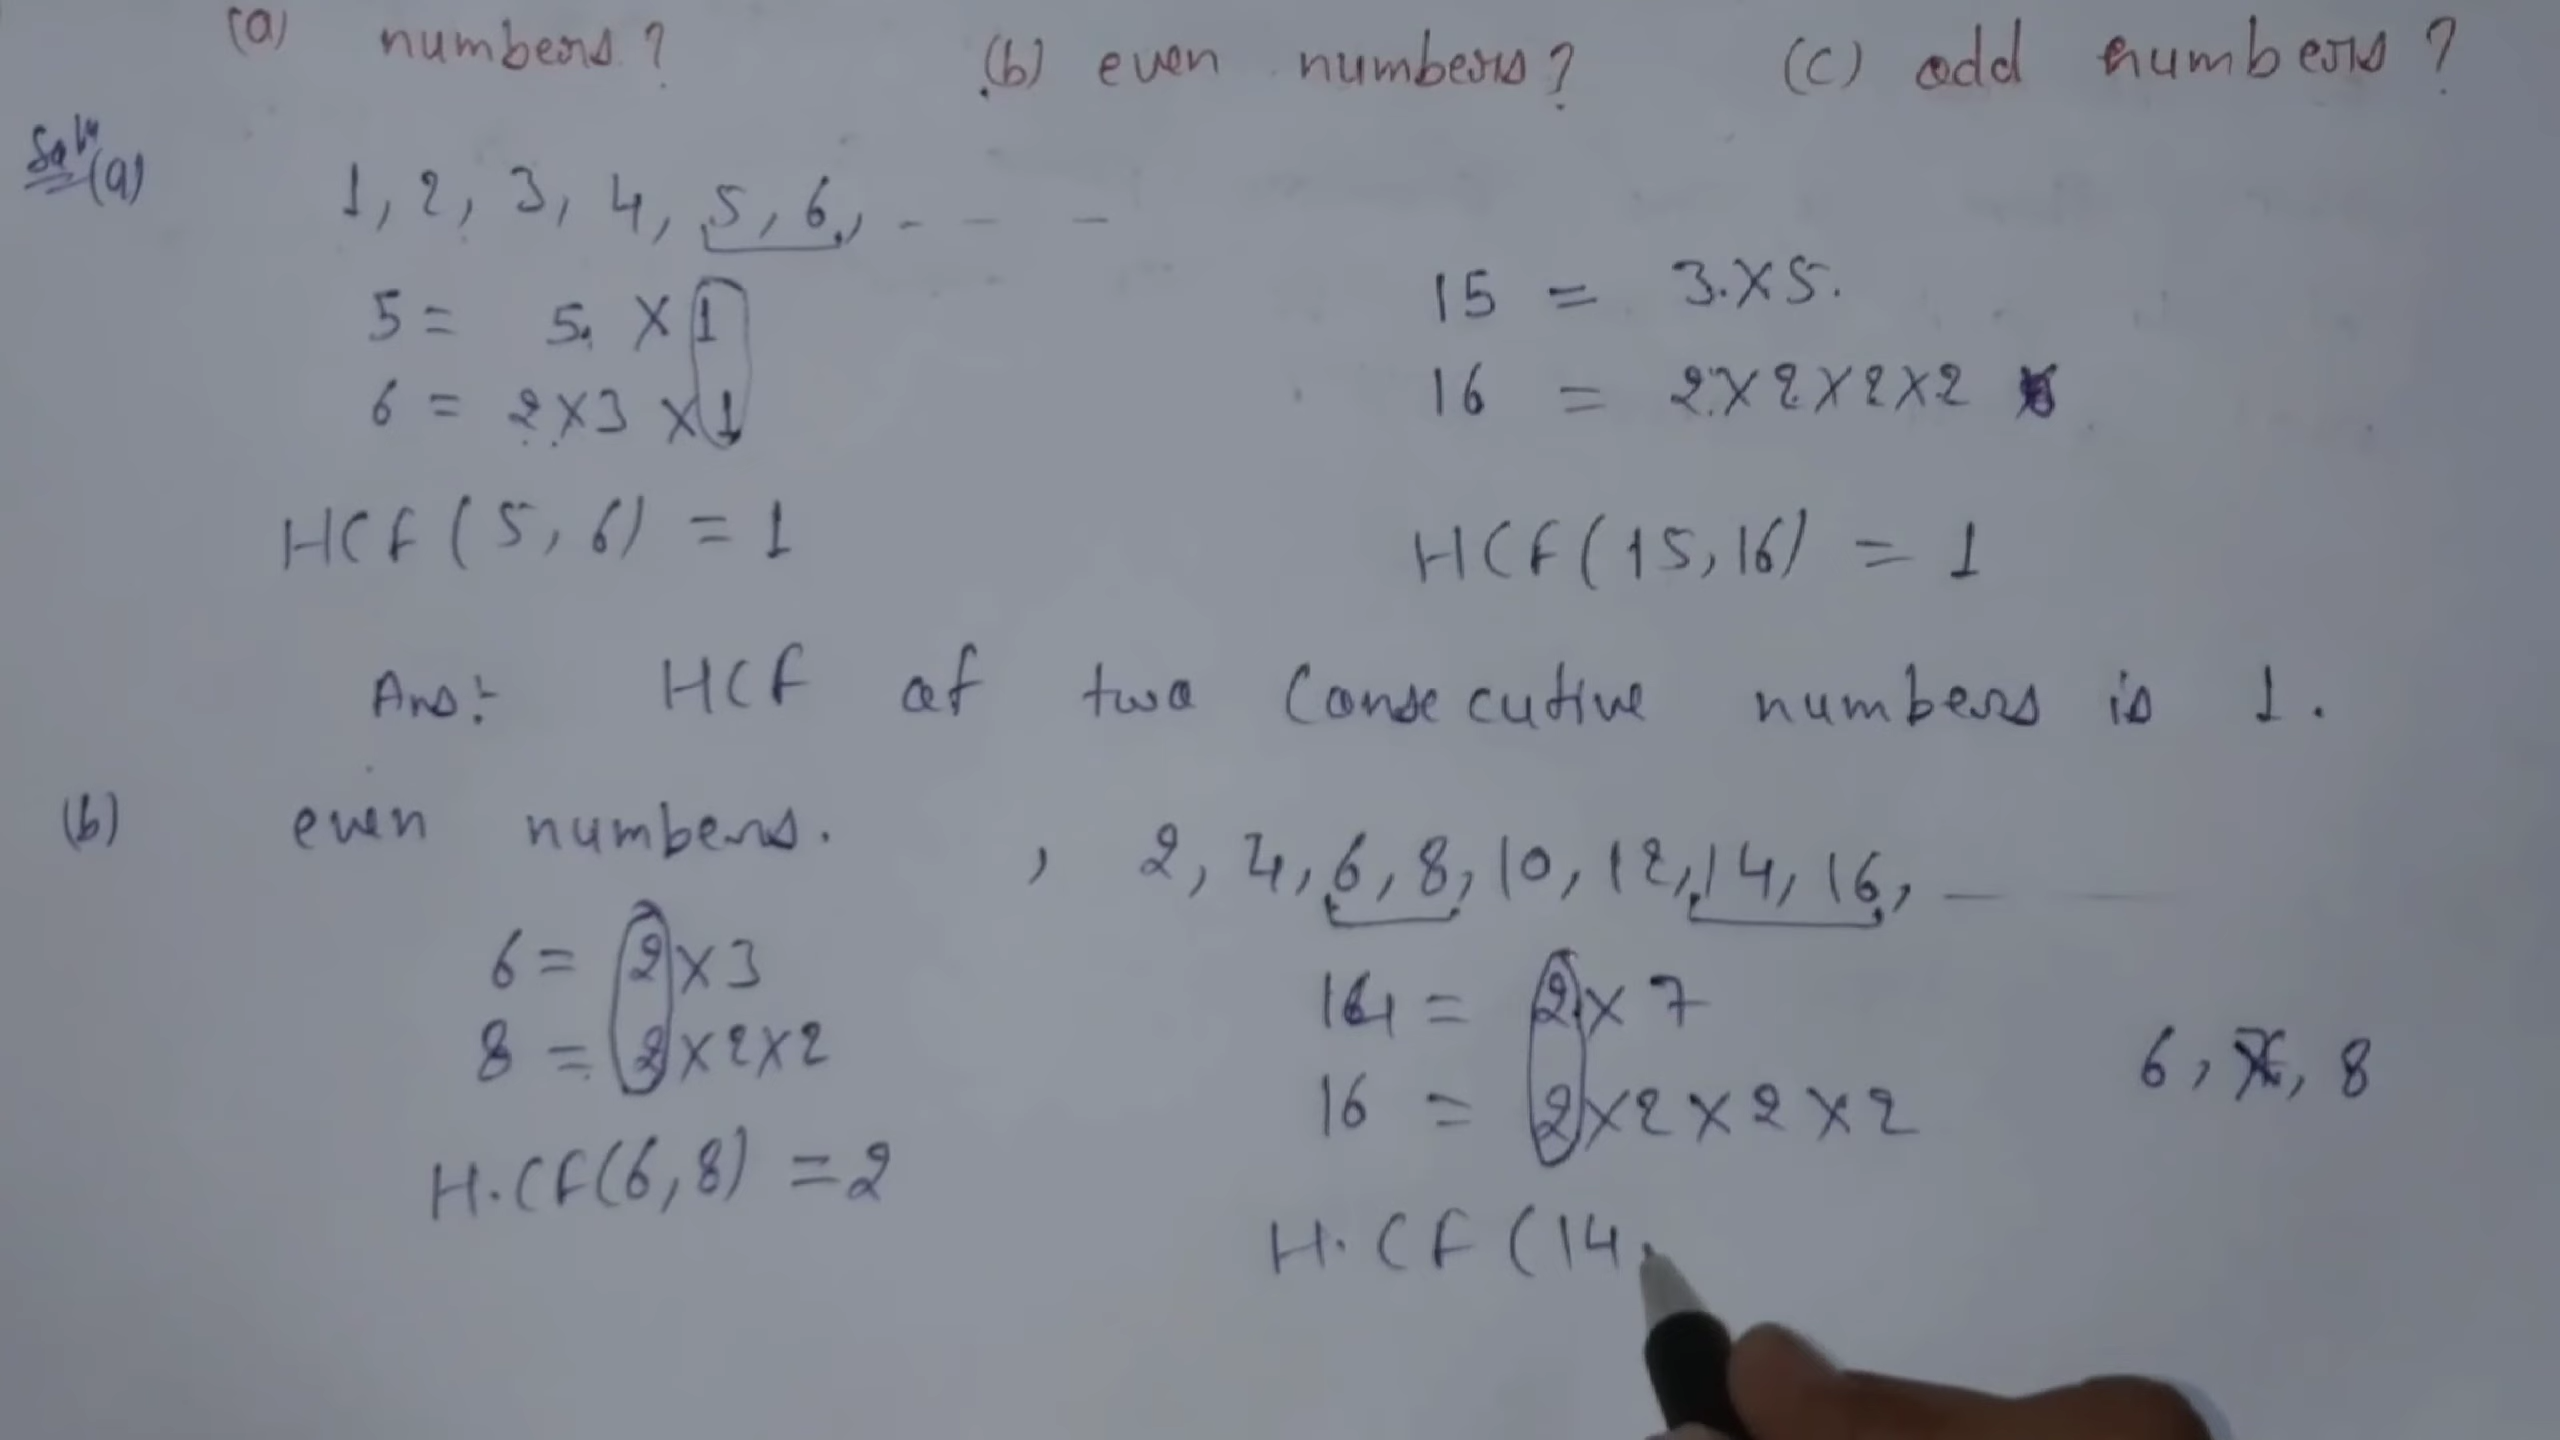 (a) numbers? (b) even numbers? (c) odd numbers?
Soln (a) 1, 2, 3, 4, 5, 6, - - -
5 = 5 × 1
6 = 2×3 ×1
15 = 3×5
16 = 2×2×2×2
HCF (5, 6) = 1
HCF (15, 16) = 1
Ans:- HCF of two Consecutive numbers is 1.
(b) even numbers. , 2, 4, 6, 8, 10, 12, 14, 16, —
6 = 2×3
8 = 2×2×2
H.CF(6,8) = 2
14 = 2×7
16 = 2×2×2×2
6, , 8
H.CF (14,